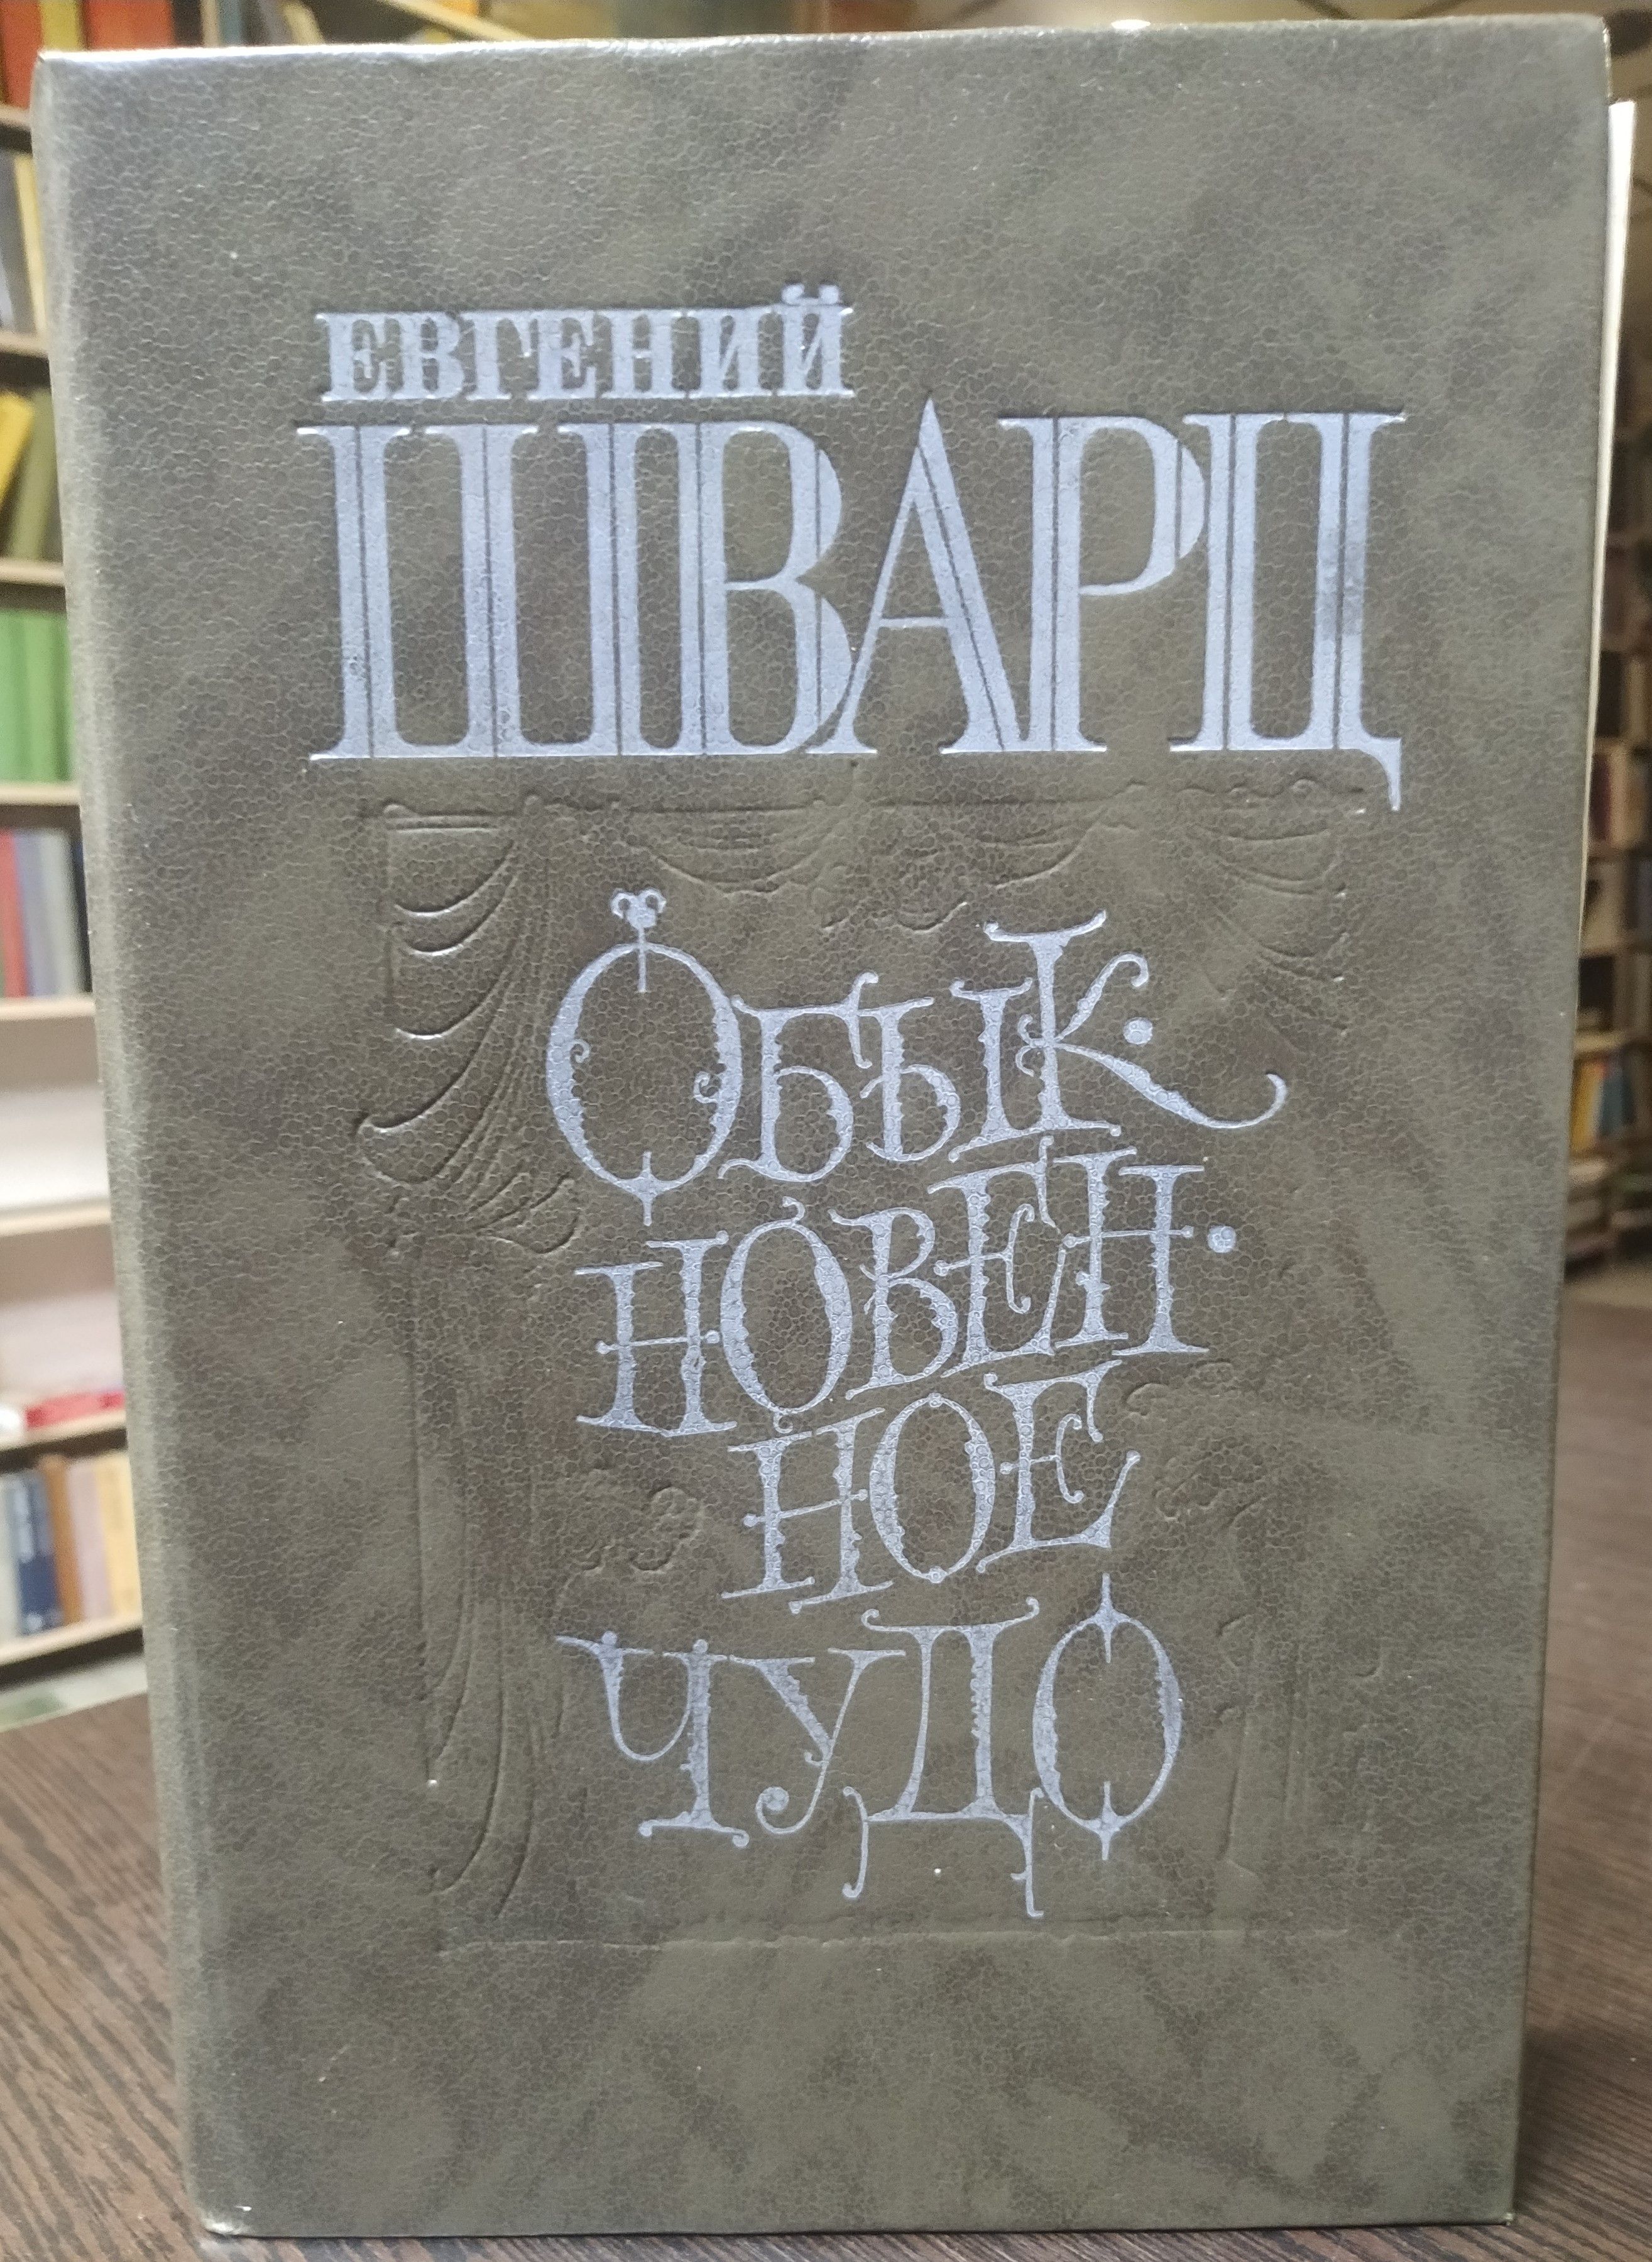 ЕВГЕНИЙ
ШВАРЦ
ОБЫК·
НОВЕН·
НОЕ
ЧУДО